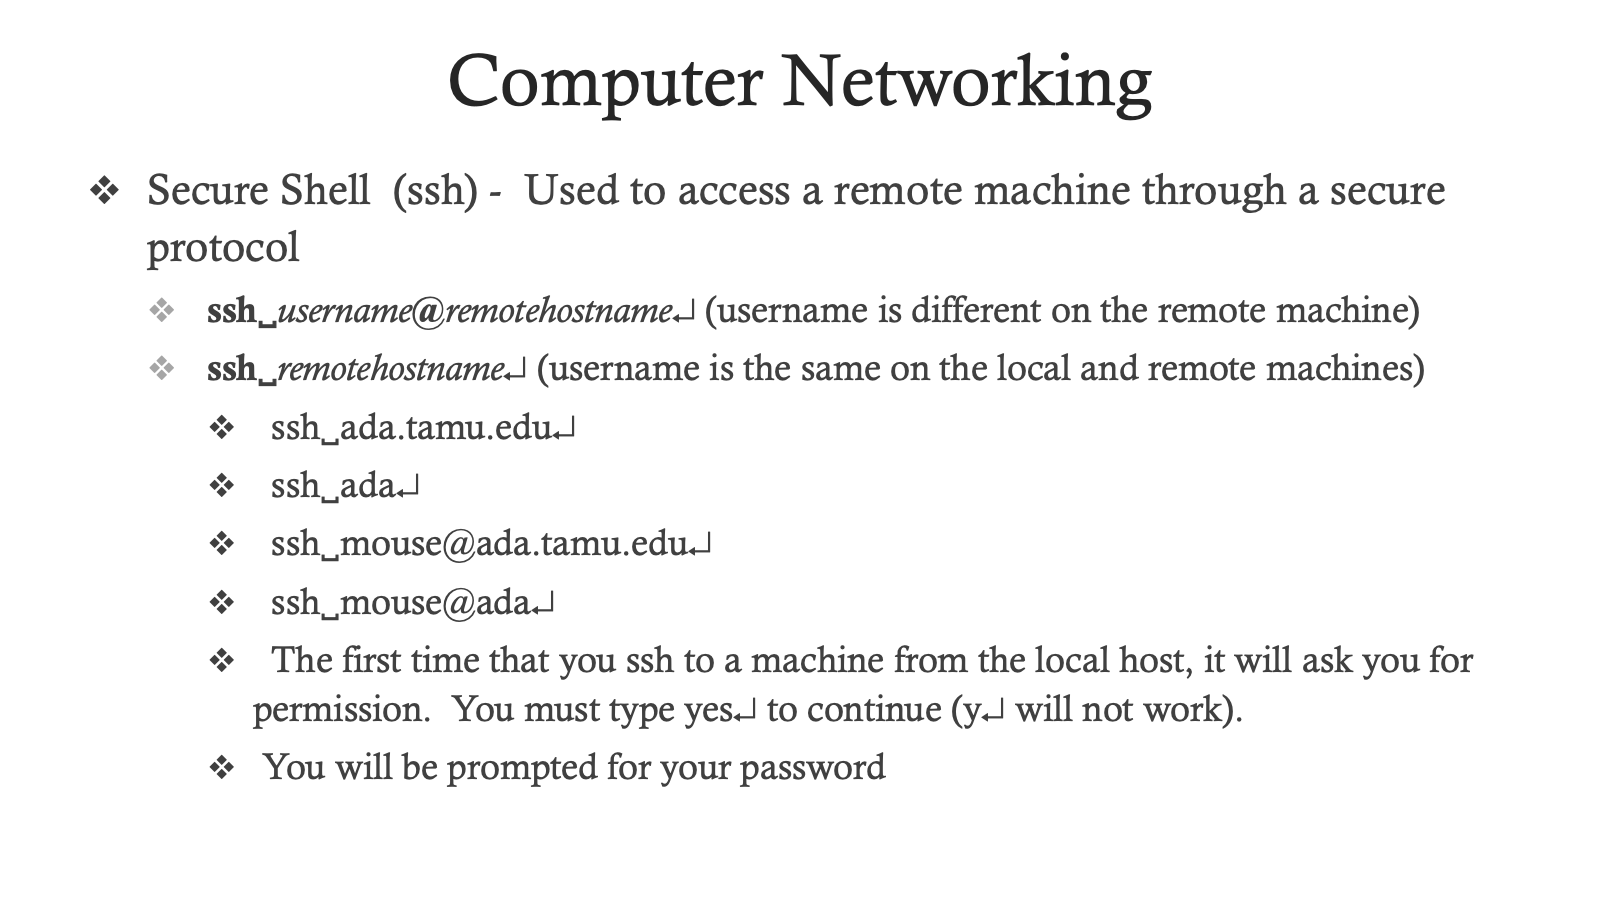 Computer Networking
❖ Secure Shell  (ssh) -  Used to access a remote machine through a secure
protocol
❖ ssh␣username@remotehostname↵ (username is different on the remote machine)
❖ ssh␣remotehostname↵ (username is the same on the local and remote machines)
❖ ssh␣ada.tamu.edu↵
❖ ssh␣ada↵
❖ ssh␣mouse@ada.tamu.edu↵
❖ ssh␣mouse@ada↵
❖ The first time that you ssh to a machine from the local host, it will ask you for
permission.  You must type yes↵ to continue (y↵ will not work).
❖ You will be prompted for your password